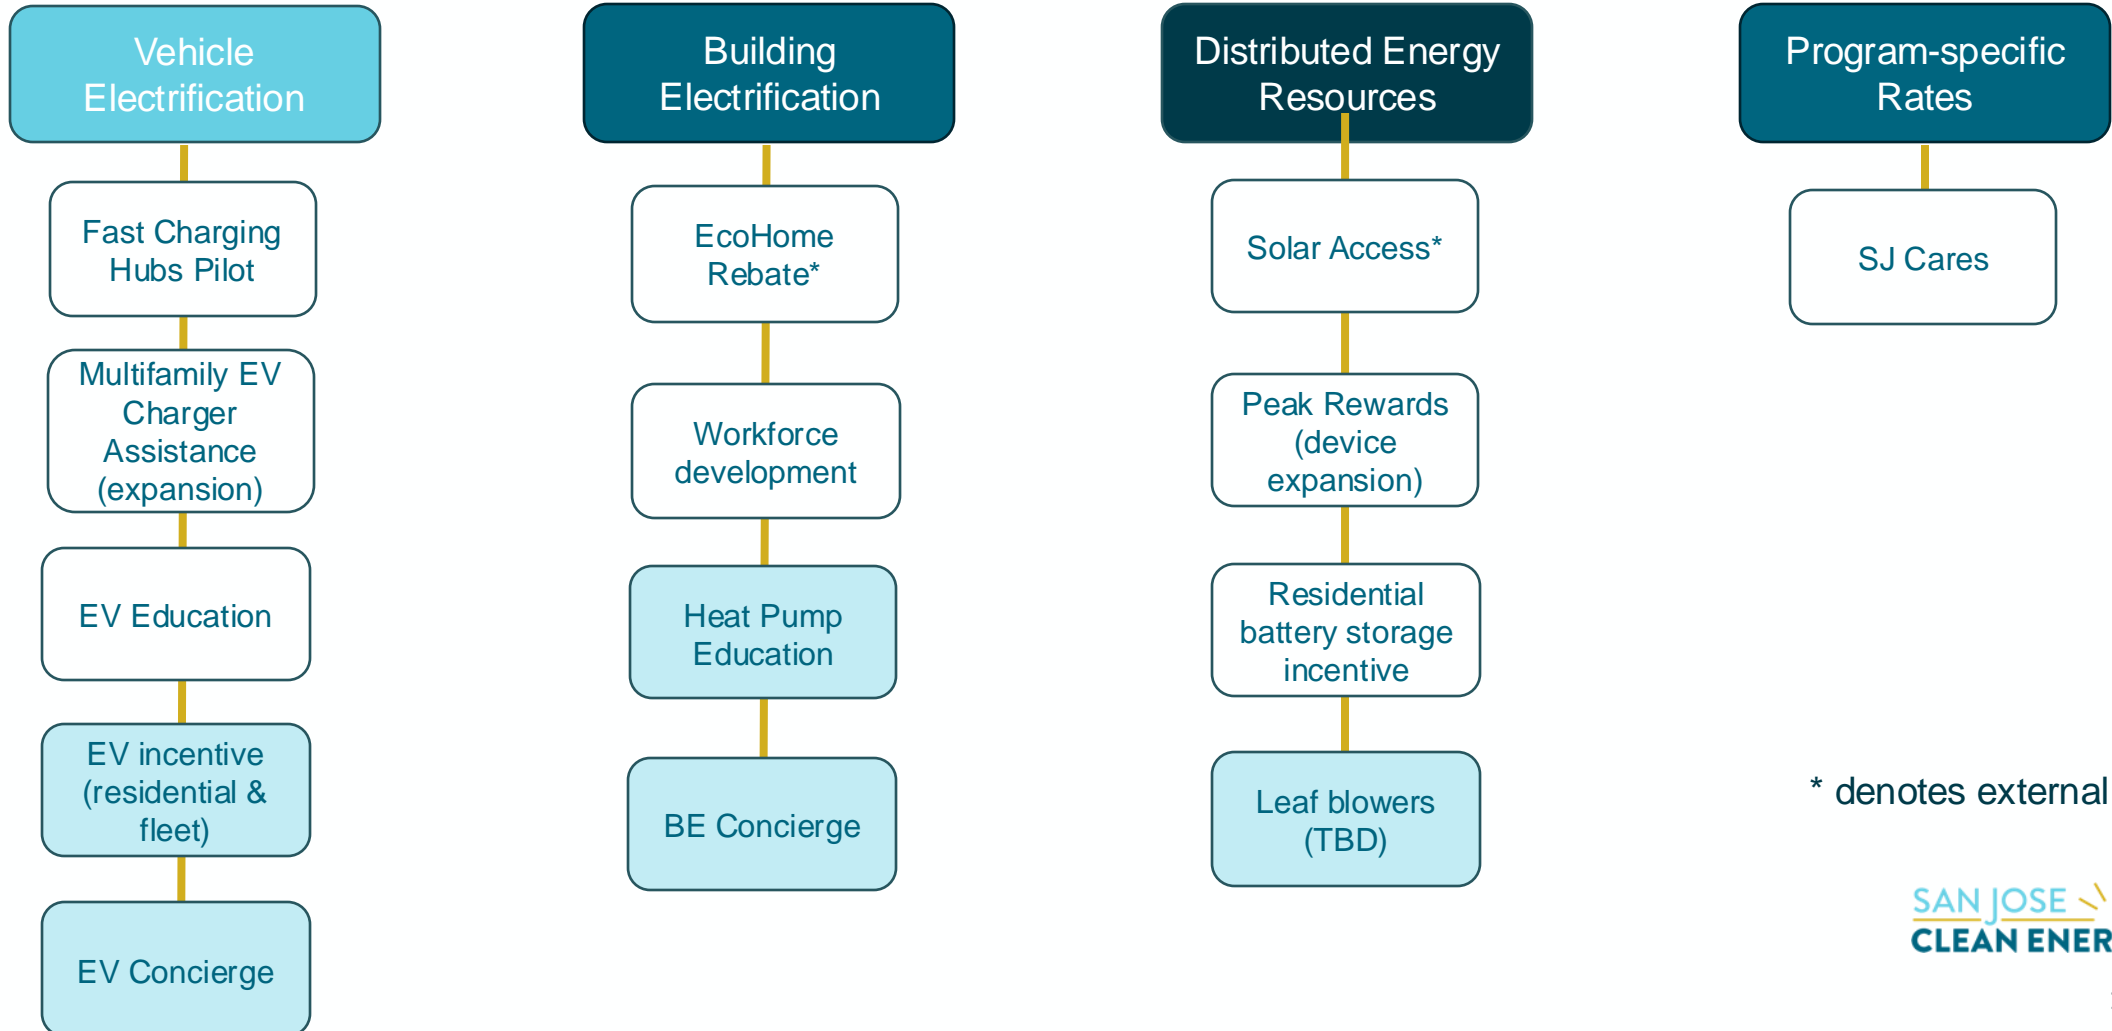 Vehicle
Electrification
Fast Charging
Hubs Pilot
Multifamily EV
Charger
Assistance
(expansion)
EV Education
EV incentive
(residential &
fleet)
EV Concierge
Building
Electrification
EcoHome
Rebate*
Workforce
development
Heat Pump
Education
BE Concierge
Distributed Energy
Resources
Solar Access*
Peak Rewards
(device
expansion)
Residential
battery storage
incentive
Leaf blowers
(TBD)
Program-specific
Rates
SJ Cares
* denotes external
SAN JOSE
CLEAN ENER